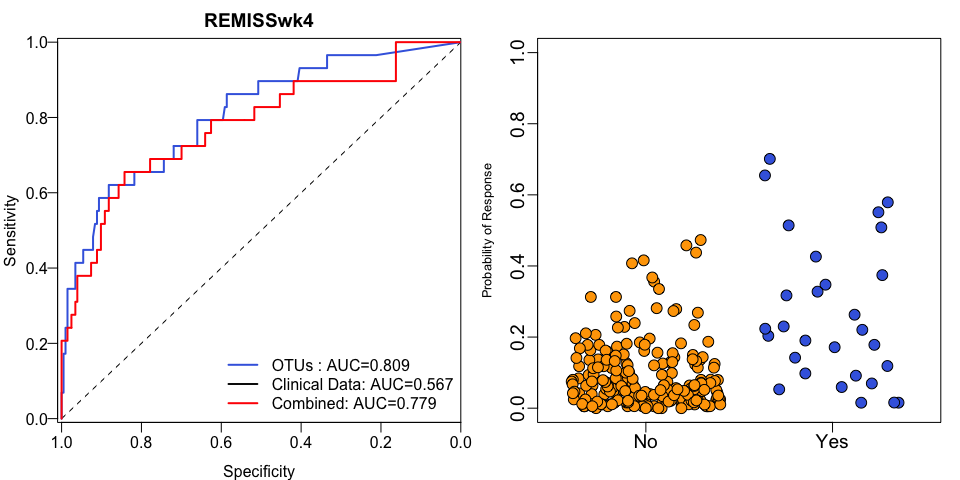 REMISSwk4
1.0
0.8
0.6
0.4
0.2
0.0
Sensitivity
OTUs : AUC=0.809
Clinical Data: AUC=0.567
Combined: AUC=0.779
1.0 0.8 0.6 0.4 0.2 0.0
Specificity
1.0
0.8
0.6
0.4
0.2
0.0
Probability of Response
No Yes